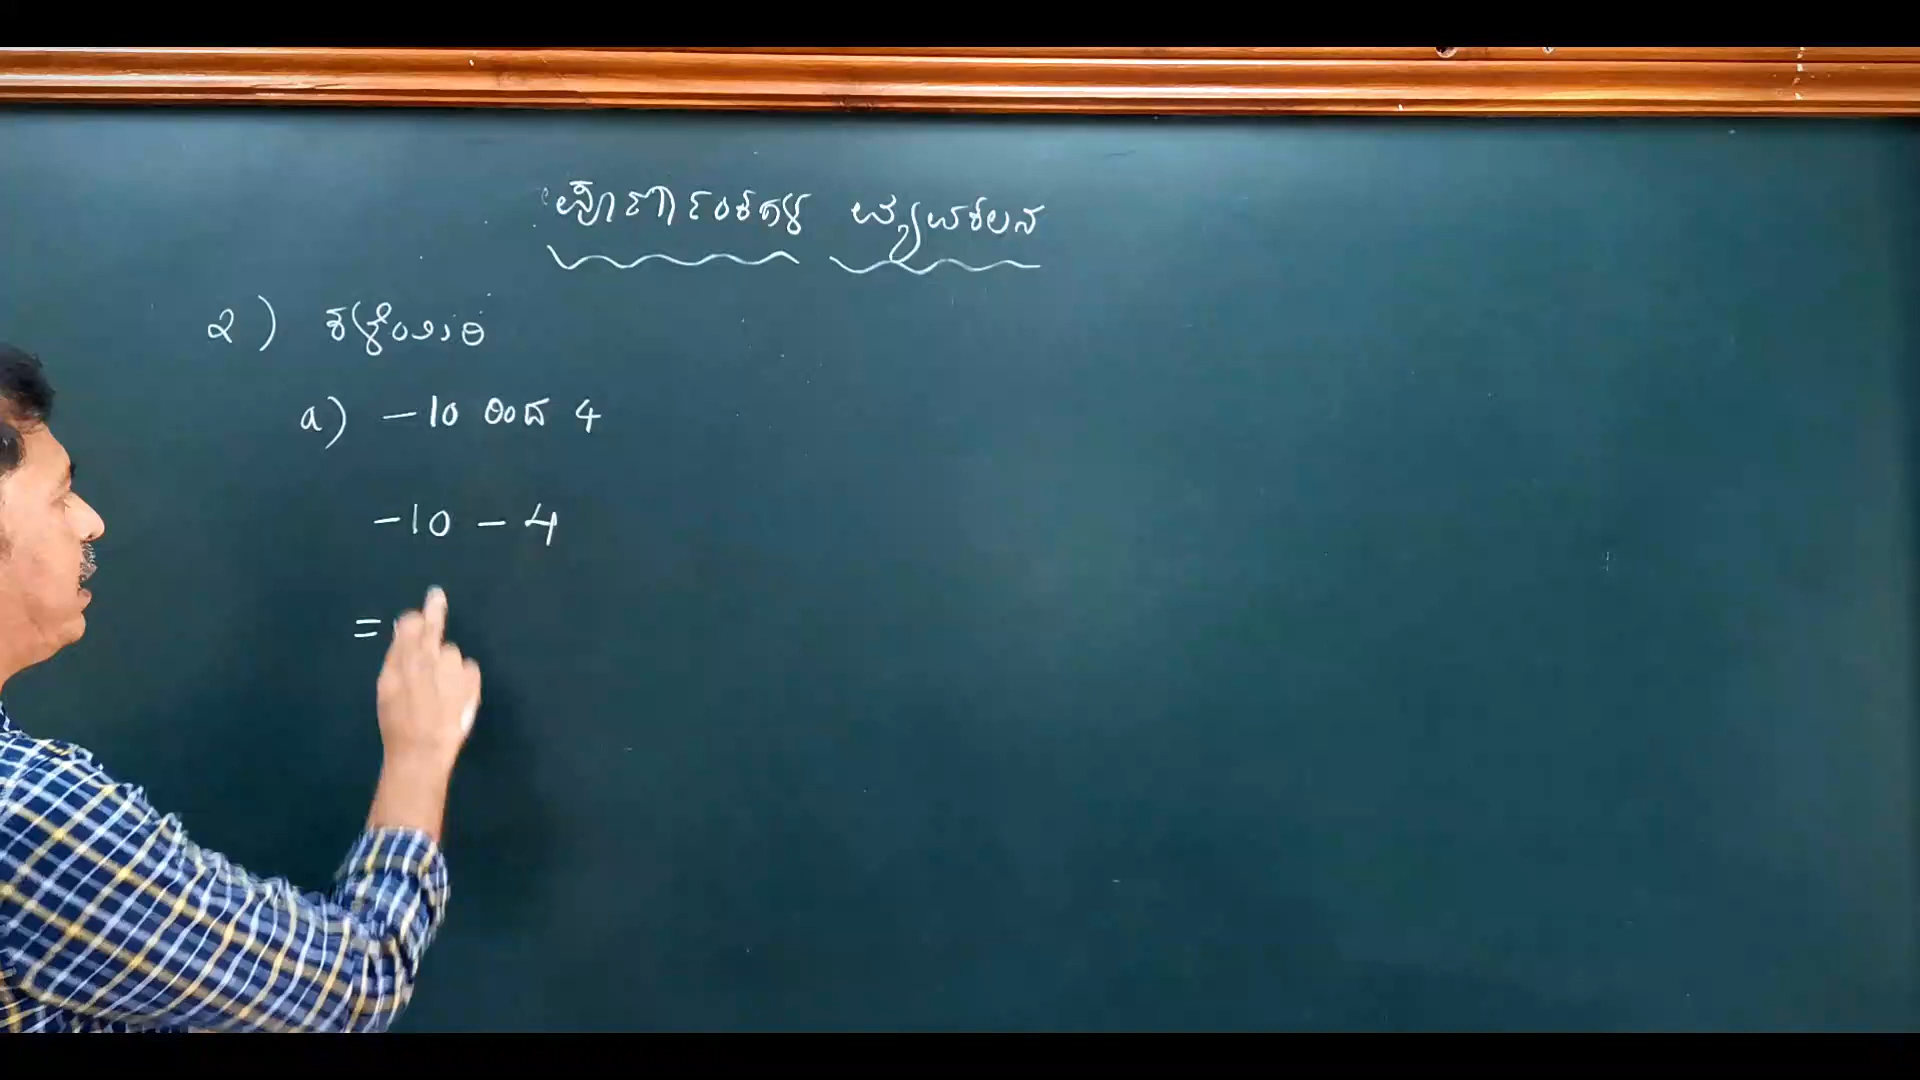 ಪೂರ್ಣಾಂಕಗಳ ವ್ಯವಕಲನ
೨) ಕಳೆಯಿರಿ
a) -10 ರಿಂದ 4
-10 - 4
=